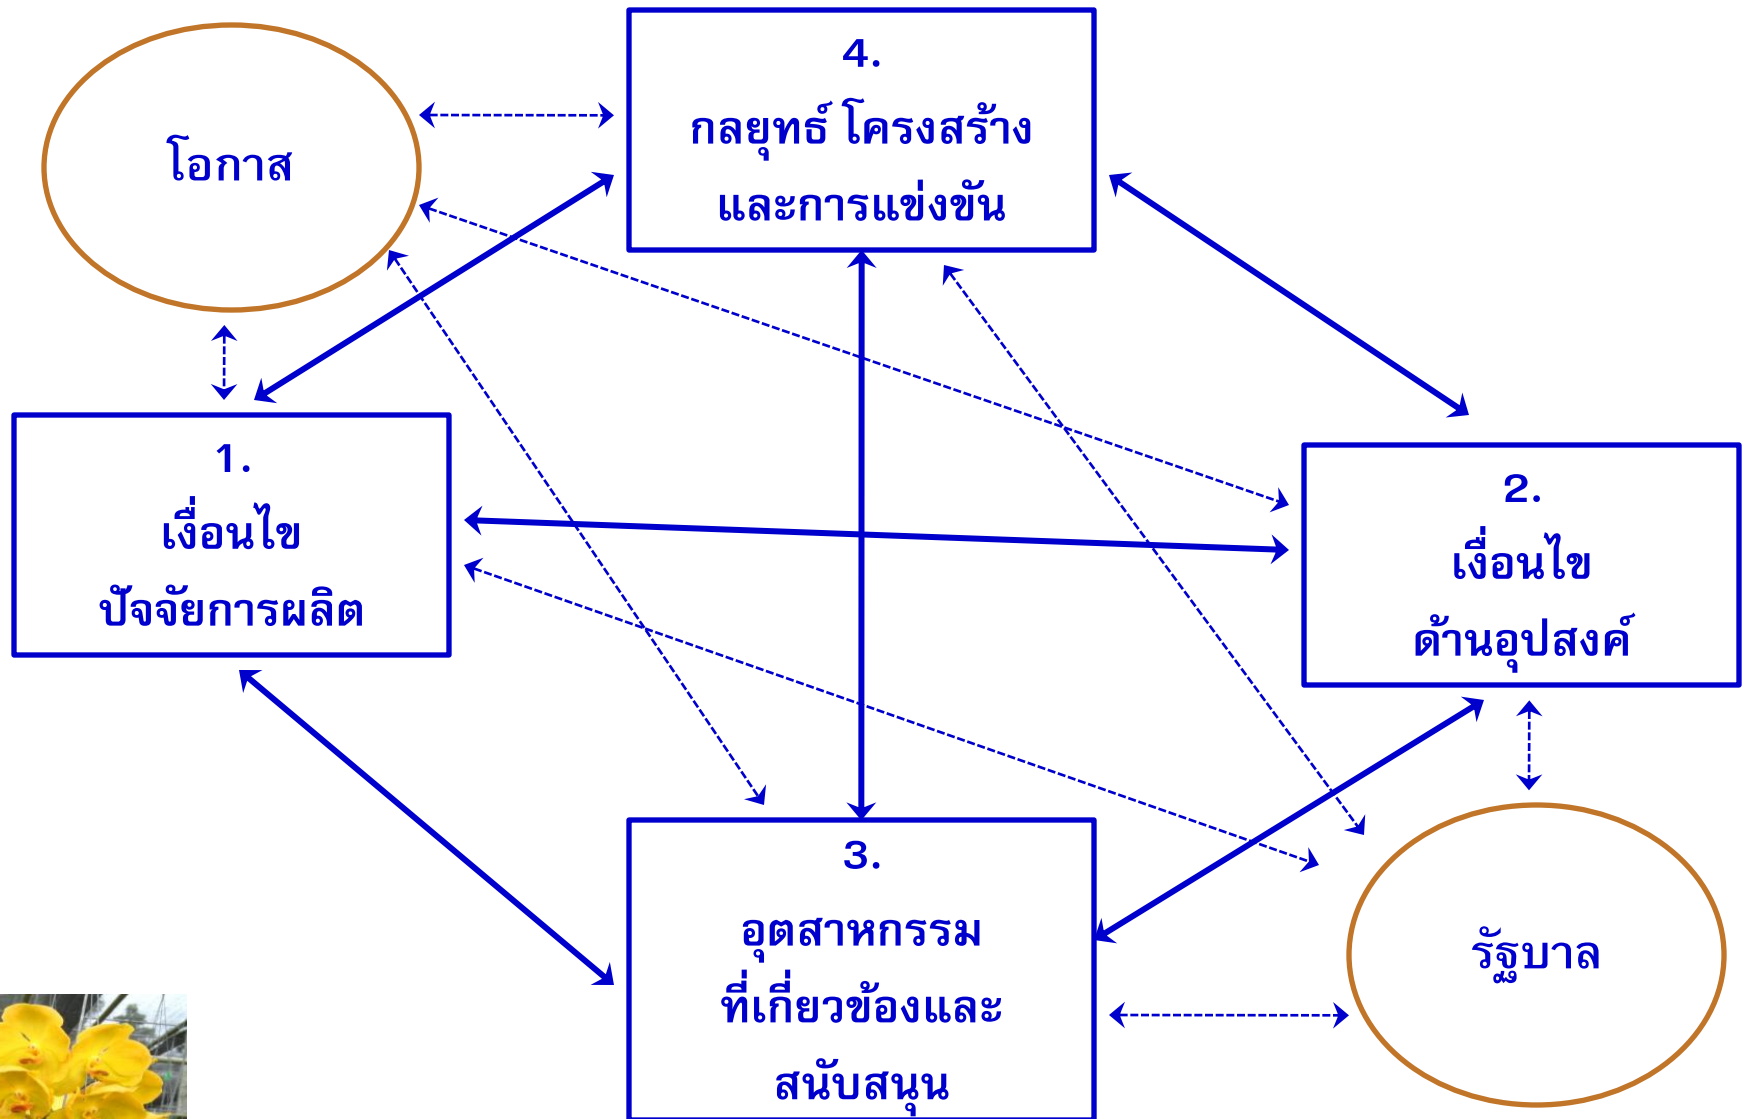 4.
กลยุทธ์ โครงสร้าง
และการแข่งขัน
โอกาส
1.
เงื่อนไข
ปัจจัยการผลิต
2.
เงื่อนไข
ด้านอุปสงค์
3.
อุตสาหกรรม
ที่เกี่ยวข้องและ
สนับสนุน
รัฐบาล